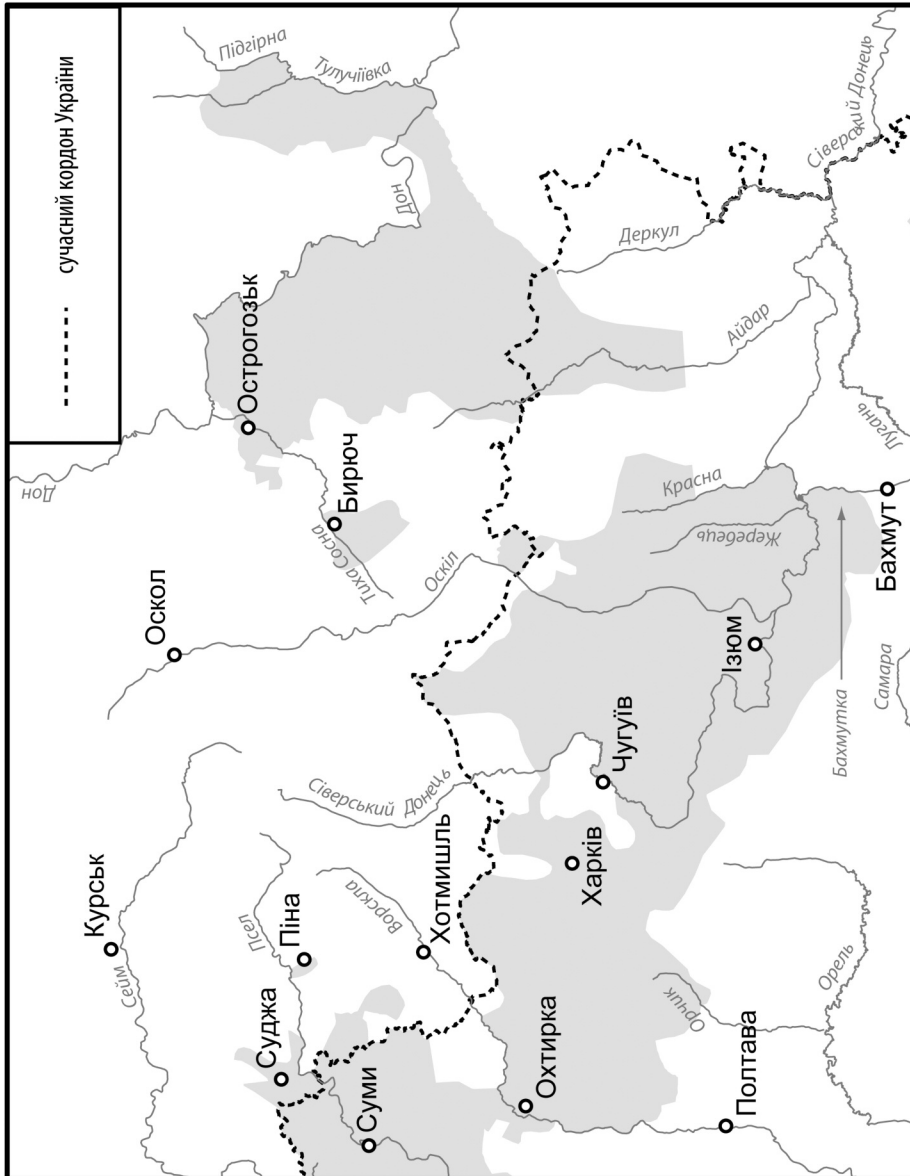 сучасний кордон України
Підгірна
Тулучіївка
Дон
Дон
Острогозьк
Бирюч
Тиха Сосна
Оскол
Оскіл
Сіверський Донець
Деркул
Айдар
Лугань
Красна
Жеребець
Бахмут
Бахмутка
Самара
Ізюм
Чугуїв
Харків
Сіверський Донець
Курськ
Сейм
Псел
Піна
Ворскла
Хотмишль
Суджа
Суми
Охтирка
Орчик
Орель
Полтава